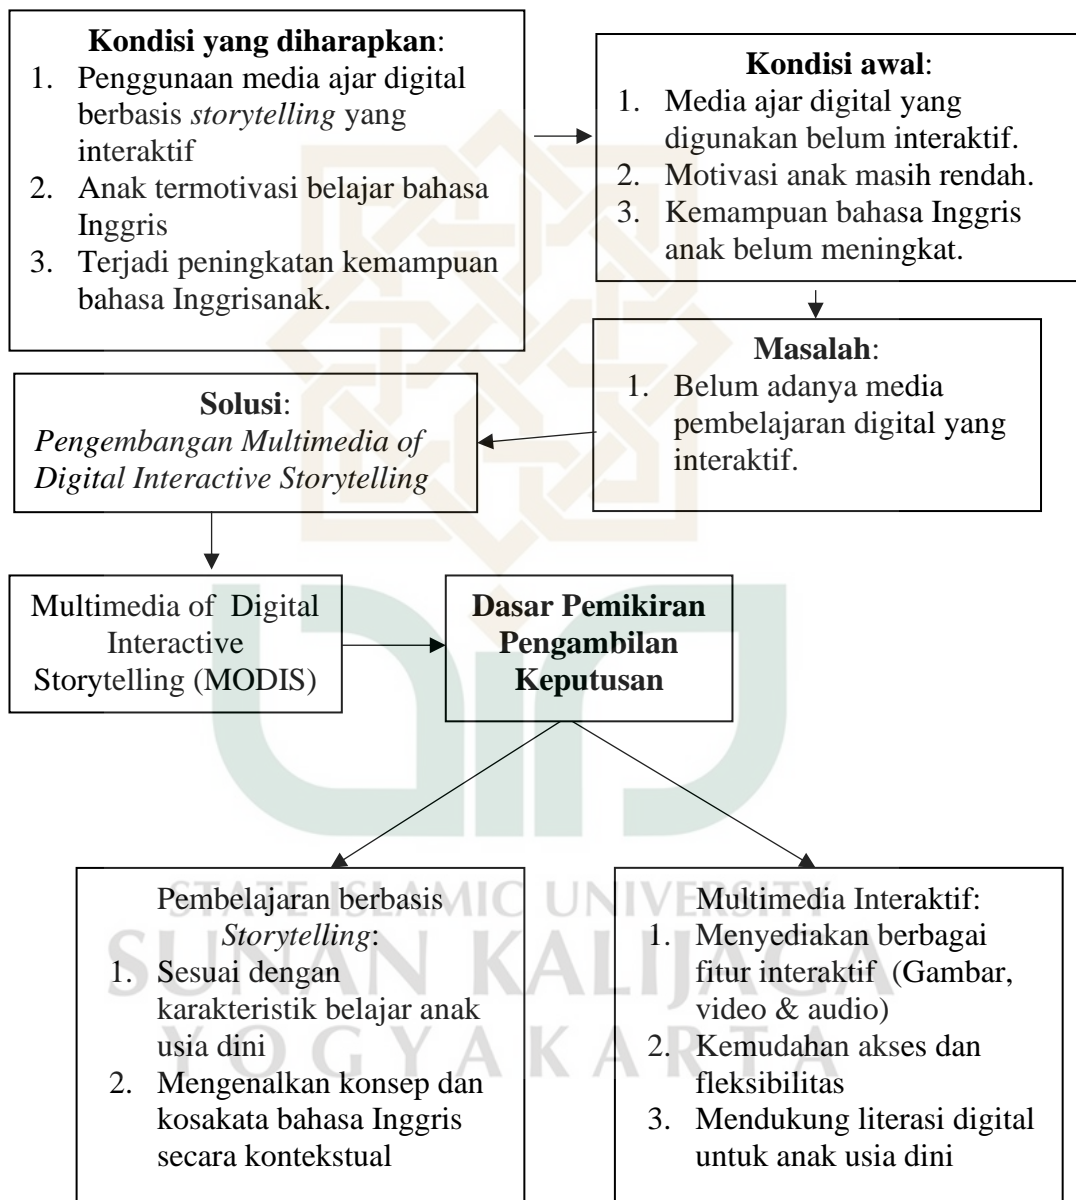 Kondisi yang diharapkan:
1. Penggunaan media ajar digital
berbasis storytelling yang
interaktif
2. Anak termotivasi belajar bahasa
Inggris
3. Terjadi peningkatan kemampuan
bahasa Inggrisanak.
Kondisi awal:
1. Media ajar digital yang
digunakan belum interaktif.
2. Motivasi anak masih rendah.
3. Kemampuan bahasa Inggris
anak belum meningkat.
Masalah:
1. Belum adanya media
pembelajaran digital yang
interaktif.
Solusi:
Pengembangan Multimedia of
Digital Interactive Storytelling
Multimedia of Digital
Interactive
Storytelling (MODIS)
Dasar Pemikiran
Pengambilan
Keputusan
Pembelajaran berbasis
Storytelling:
1. Sesuai dengan
karakteristik belajar anak
usia dini
2. Mengenalkan konsep dan
kosakata bahasa Inggris
secara kontekstual
Multimedia Interaktif:
1. Menyediakan berbagai
fitur interaktif (Gambar,
video & audio)
2. Kemudahan akses dan
fleksibilitas
3. Mendukung literasi digital
untuk anak usia dini
STATE ISLAMIC UNIVERSITY
SUNAN KALIJAGA
YOGYAKARTA